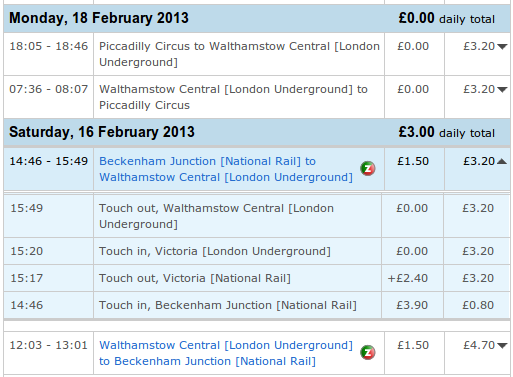 Monday, 18 February 2013 £0.00 daily total
18:05 - 18:46 Piccadilly Circus to Walthamstow Central [London £0.00 £3.20
Underground]
07:36 - 08:07 Walthamstow Central [London Underground] to £0.00 £3.20
Piccadilly Circus
Saturday, 16 February 2013 £3.00 daily total
14:46 - 15:49 Beckenham Junction [National Rail] to £1.50 £3.20
Walthamstow Central [London Underground]
15:49 Touch out, Walthamstow Central [London £0.00 £3.20
Underground]
15:20 Touch in, Victoria [London Underground] £0.00 £3.20
15:17 Touch out, Victoria [National Rail] +£2.40 £3.20
14:46 Touch in, Beckenham Junction [National Rail] £3.90 £0.80
12:03 - 13:01 Walthamstow Central [London Underground] £1.50 £4.70
to Beckenham Junction [National Rail]